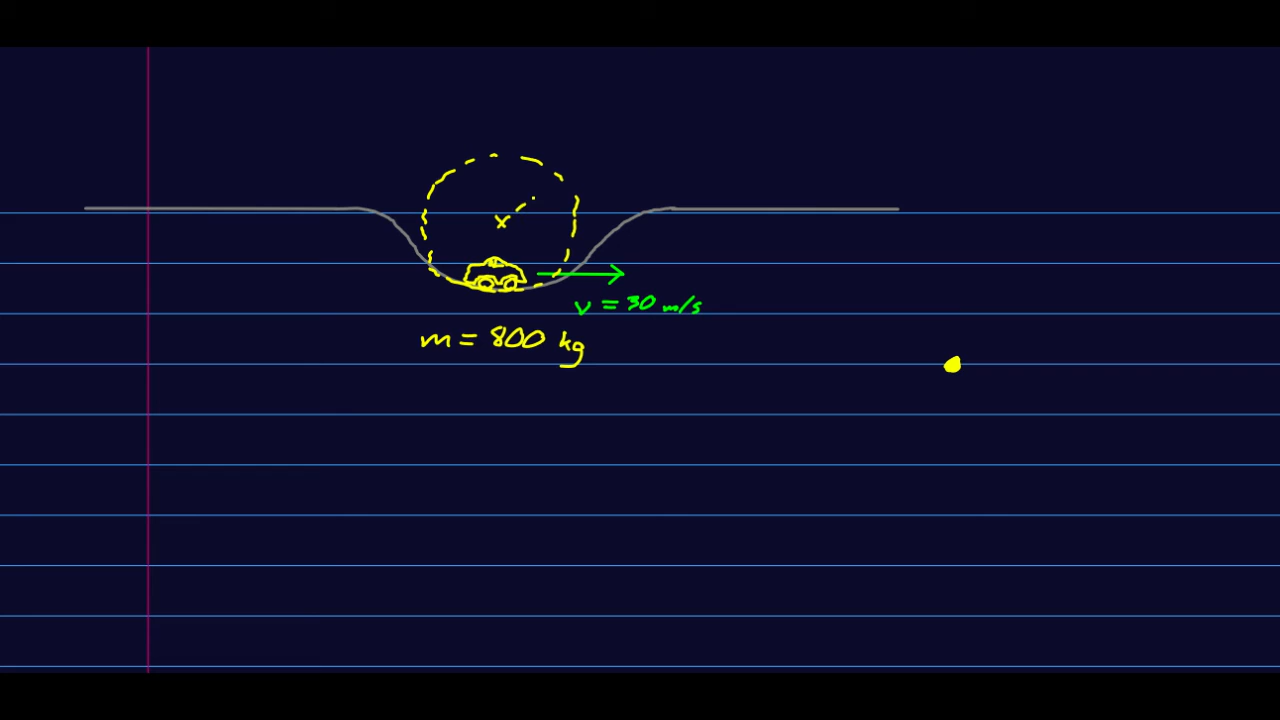 v = 30 m/s
m = 800 kg